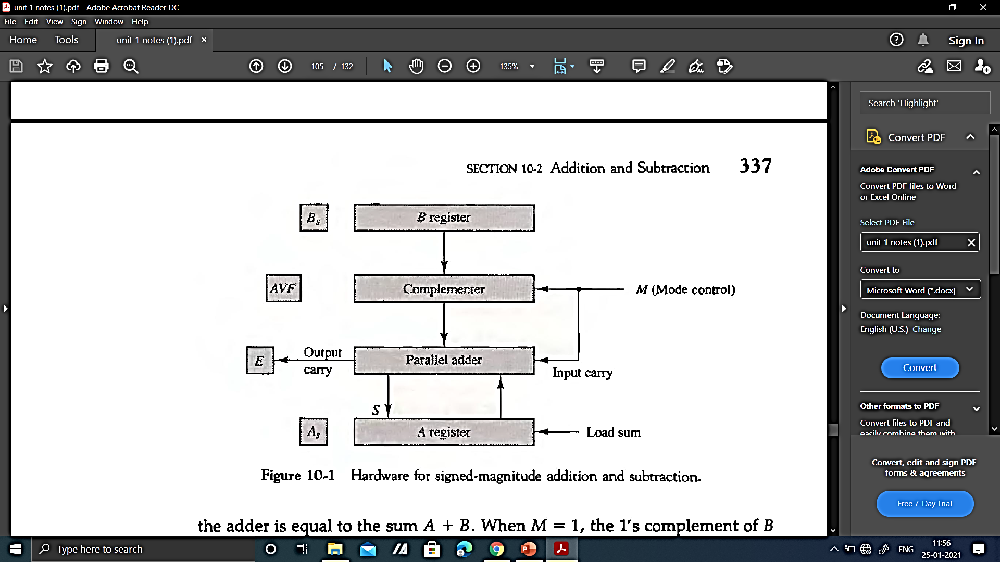 unit 1 notes (1).pdf - Adobe Acrobat Reader DC
File Edit View Sign Window Help
Home Tools unit 1 notes (1).pdf ×
Sign In
105 / 132
135%
Search 'Highlight'
Convert PDF
Adobe Convert PDF
Convert PDF files to Word
or Excel Online
Select PDF File
unit 1 notes (1).pdf
Convert to
Microsoft Word (*.docx)
Document Language:
English (U.S.) Change
Convert
Other formats to PDF
Convert files to PDF and
easily combine them with
Convert, edit and sign PDF
forms & agreements
Free 7-Day Trial
SECTION 10-2 Addition and Subtraction 337
Bs
B register
AVF
Complementer
M (Mode control)
E
Output
carry
Parallel adder
Input carry
S
As
A register
Load sum
Figure 10-1 Hardware for signed-magnitude addition and subtraction.
the adder is equal to the sum A + B. When M = 1, the 1's complement of B
Type here to search
ENG
11:56
25-01-2021